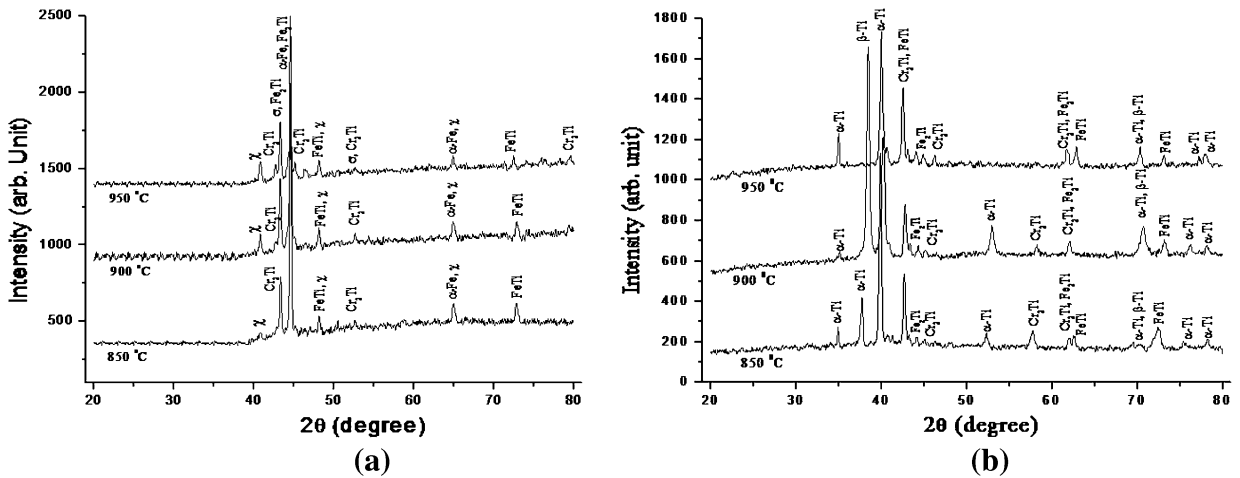 2500
2000
1500
1000
500
Intensity (arb. Unit)
χ
Cr₂Ti
σ, Fe₂Ti
α-Fe, Fe₂Ti
Cr₂Ti
FeTi, χ
σ, Cr₂Ti
α-Fe, χ
FeTi
Cr₂Ti
950 °C
χ
Cr₂Ti
FeTi, χ
Cr₂Ti
α-Fe, χ
FeTi
900 °C
χ
Cr₂Ti
FeTi, χ
Cr₂Ti
α-Fe, χ
FeTi
850 °C
20 30 40 50 60 70 80
2θ (degree)
(a)
1800
1600
1400
1200
1000
800
600
400
200
0
Intensity (arb. unit)
α-Ti
β-Ti
α-Ti
Cr₂Ti, FeTi
Fe₂Ti
Cr₂Ti
Cr₂Ti, Fe₂Ti
FeTi
α-Ti, β-Ti
FeTi
α-Ti
α-Ti
950 °C
α-Ti
Fe₂Ti
Cr₂Ti
α-Ti
Cr₂Ti
Cr₂Ti, Fe₂Ti
α-Ti, β-Ti
FeTi
α-Ti
α-Ti
900 °C
α-Ti
α-Ti
Fe₂Ti
Cr₂Ti
α-Ti
Cr₂Ti
Cr₂Ti, Fe₂Ti
FeTi
α-Ti, β-Ti
FeTi
α-Ti
α-Ti
850 °C
20 30 40 50 60 70 80
2θ (degree)
(b)